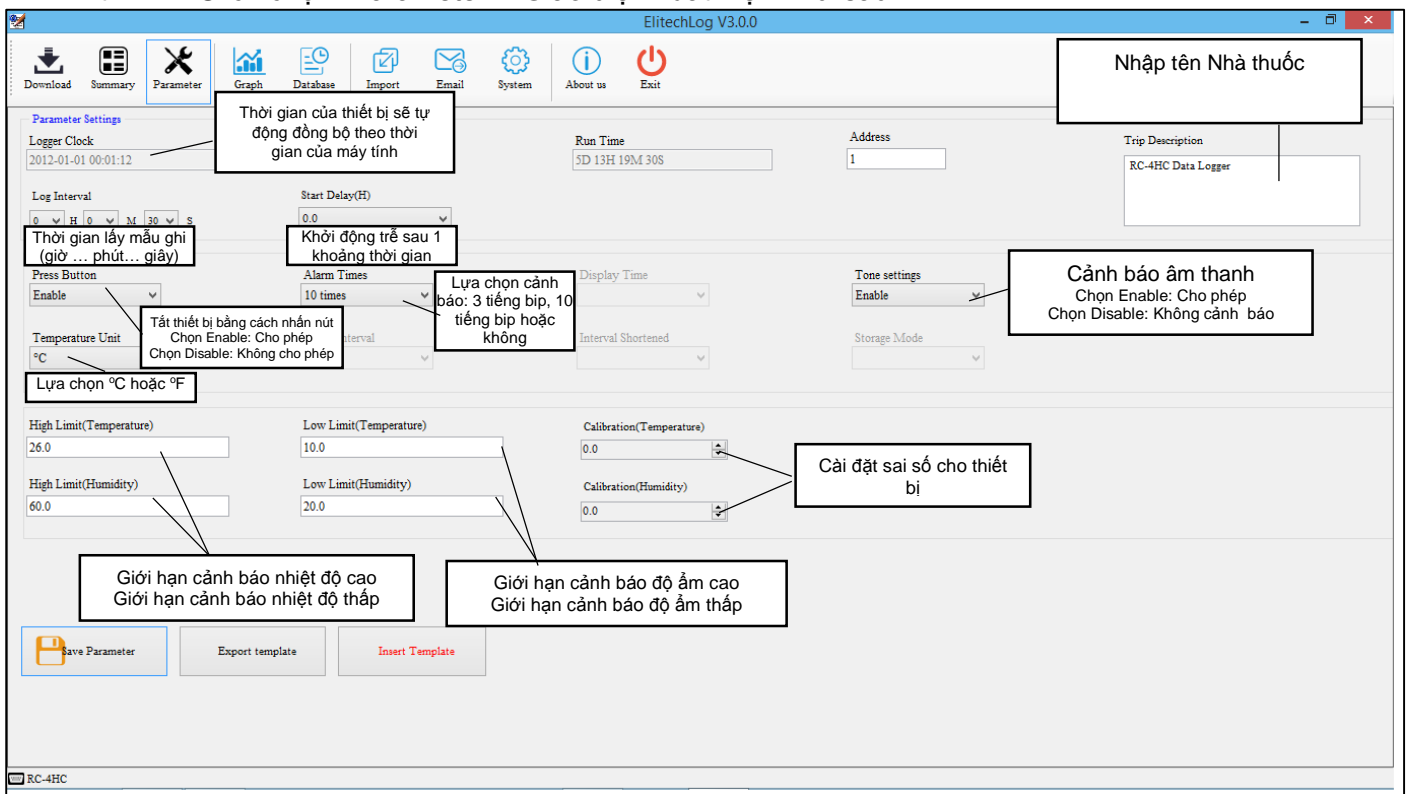 ElitechLog V3.0.0
Download
Summary
Parameter
Graph
Database
Import
Email
System
About us
Exit
Nhập tên Nhà thuốc
Thời gian của thiết bị sẽ tự
động đồng bộ theo thời
gian của máy tính
Parameter Settings
Logger Clock
2012-01-01 00:01:12
Run Time
5D 13H 19M 30S
Address
1
Trip Description
RC-4HC Data Logger
Log Interval
0 H 0 M 30 S
Start Delay(H)
0.0
Thời gian lấy mẫu ghi
(giờ … phút… giây)
Khởi động trễ sau 1
khoảng thời gian
Press Button
Enable
Alarm Times
10 times
Lựa chọn cảnh
báo: 3 tiếng bip, 10
tiếng bip hoặc
không
Display Time
Tone settings
Enable
Cảnh báo âm thanh
Chọn Enable: Cho phép
Chọn Disable: Không cảnh báo
Tắt thiết bị bằng cách nhấn nút
Chọn Enable: Cho phép
Chọn Disable: Không cho phép
Temperature Unit
°C
Interval Shortened
Storage Mode
Lựa chọn ºC hoặc ºF
High Limit(Temperature)
26.0
Low Limit(Temperature)
10.0
Calibration(Temperature)
0.0
High Limit(Humidity)
60.0
Low Limit(Humidity)
20.0
Calibration(Humidity)
0.0
Cài đặt sai số cho thiết
bị
Giới hạn cảnh báo nhiệt độ cao
Giới hạn cảnh báo nhiệt độ thấp
Giới hạn cảnh báo độ ẩm cao
Giới hạn cảnh báo độ ẩm thấp
Save Parameter
Export template
Insert Template
RC-4HC